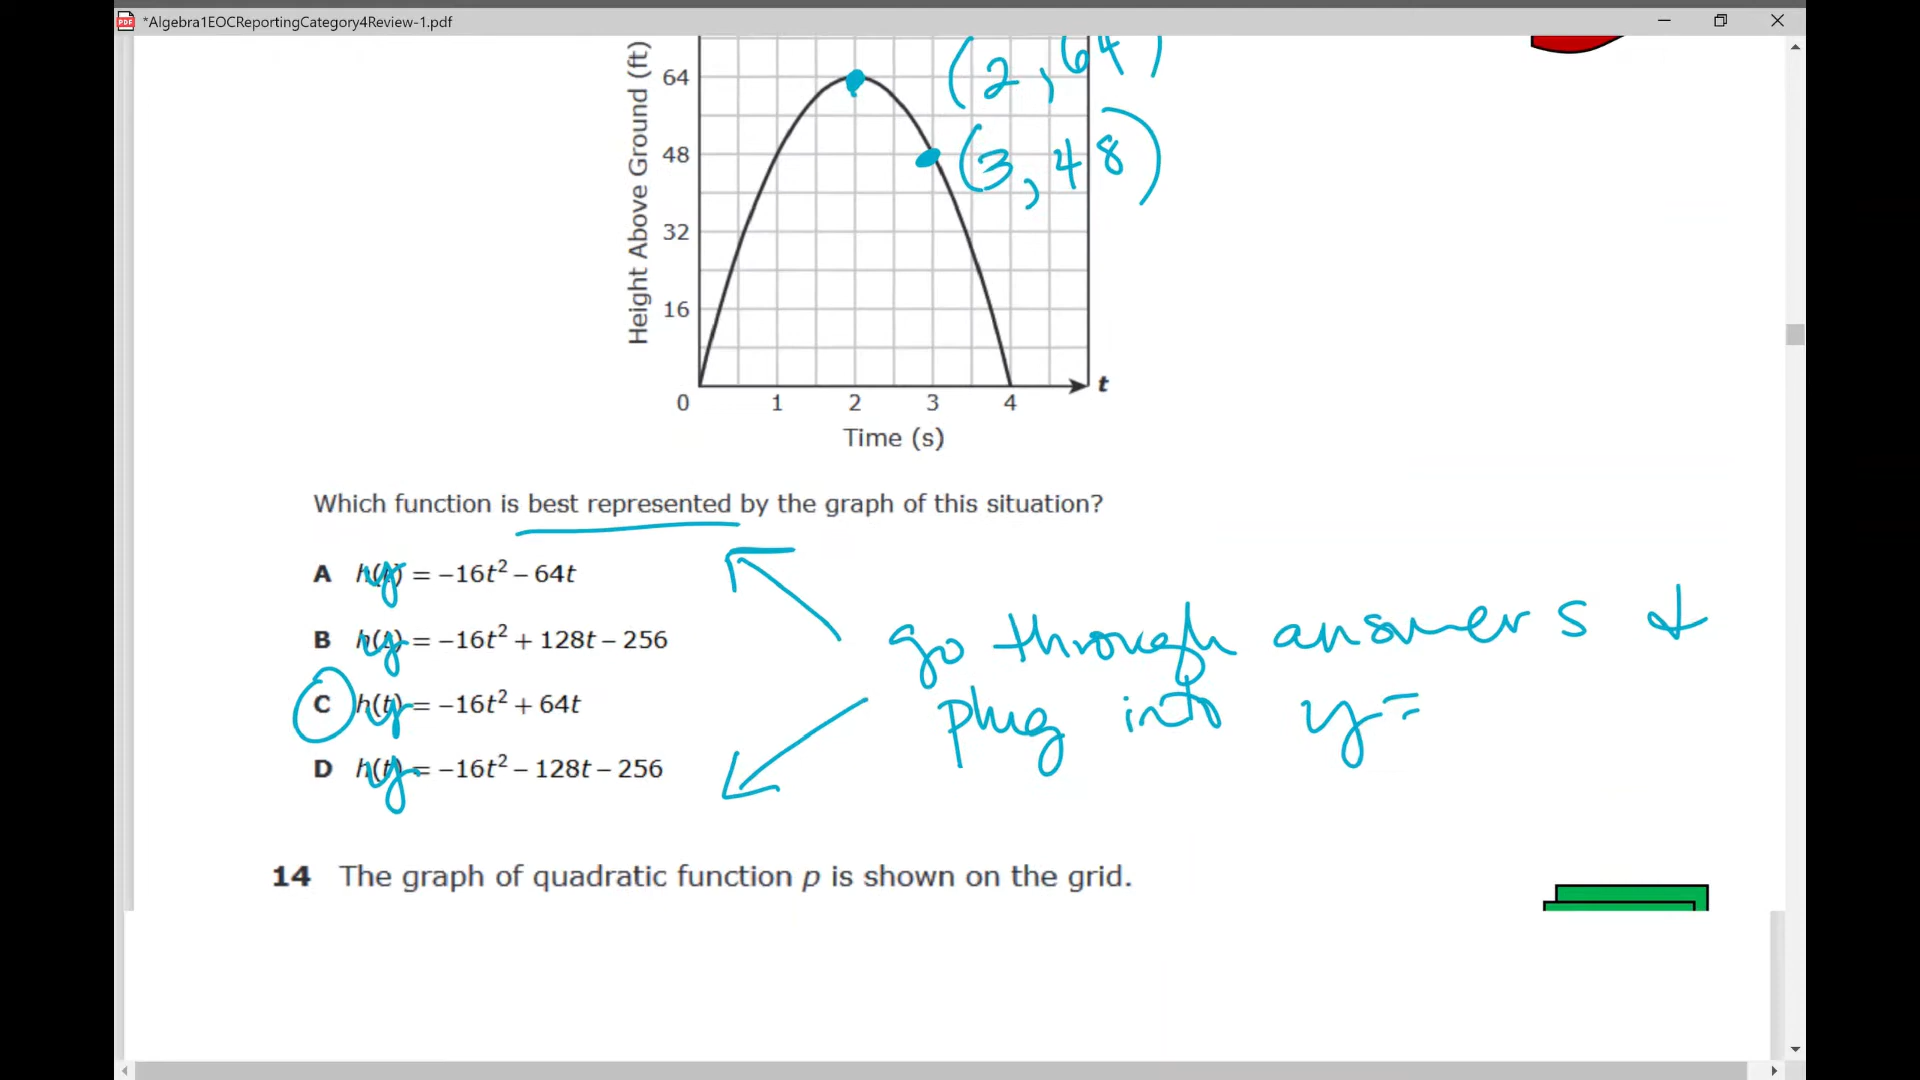 *Algebra1EOCReportingCategory4Review-1.pdf
Height Above Ground (ft)
64
48
32
16
0
1 2 3 4
t
Time (s)
(2,64)
(3,48)
Which function is best represented by the graph of this situation?
A h(t) = –16t² – 64t
B h(t) = –16t² + 128t – 256
C h(t) = –16t² + 64t
D h(t) = –16t² – 128t – 256
y
y
y
y
go through answers &
plug into y=
14 The graph of quadratic function p is shown on the grid.